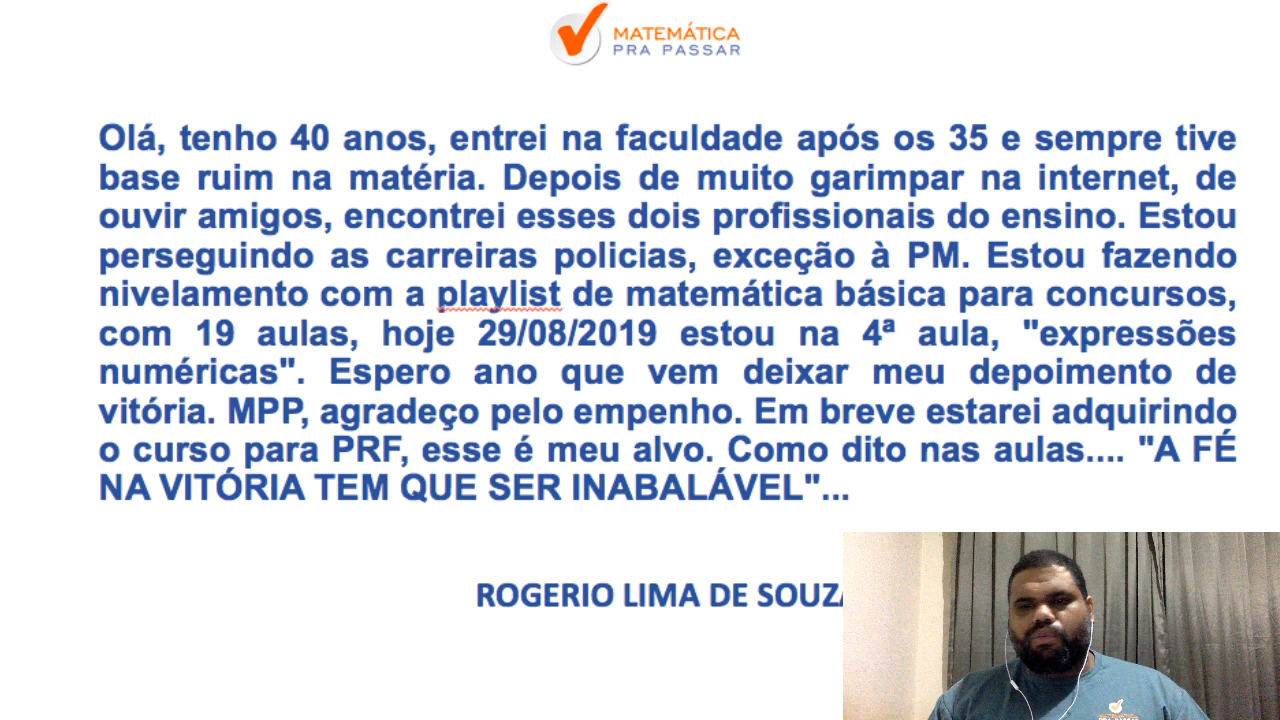 MATEMÁTICA
PRA PASSAR
Olá, tenho 40 anos, entrei na faculdade após os 35 e sempre tive
base ruim na matéria. Depois de muito garimpar na internet, de
ouvir amigos, encontrei esses dois profissionais do ensino. Estou
perseguindo as carreiras policias, exceção à PM. Estou fazendo
nivelamento com a playlist de matemática básica para concursos,
com 19 aulas, hoje 29/08/2019 estou na 4ª aula, "expressões
numéricas". Espero ano que vem deixar meu depoimento de
vitória. MPP, agradeço pelo empenho. Em breve estarei adquirindo
o curso para PRF, esse é meu alvo. Como dito nas aulas.... "A FÉ
NA VITÓRIA TEM QUE SER INABALÁVEL"...
ROGERIO LIMA DE SOUZA